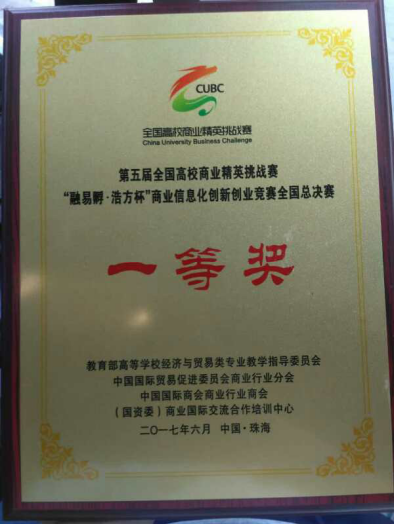 CUBC
全国高校商业精英挑战赛
China University Business Challenge
第五届全国高校商业精英挑战赛
“融易孵·浩方杯”商业信息化创新创业竞赛全国总决赛
一等奖
教育部高等学校经济与贸易类专业教学指导委员会
中国国际贸易促进委员会商业行业分会
中国国际商会商业行业商会
（国资委）商业国际交流合作培训中心
二〇一七年六月 中国·珠海